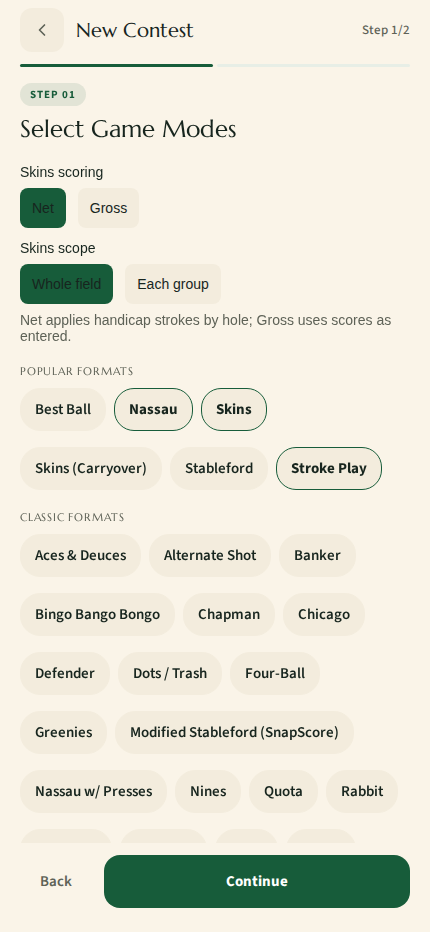 New Contest
Step 1/2
STEP 01
Select Game Modes
Skins scoring
Net
Gross
Skins scope
Whole field
Each group
Net applies handicap strokes by hole; Gross uses scores as
entered.
POPULAR FORMATS
Best Ball
Nassau
Skins
Skins (Carryover)
Stableford
Stroke Play
CLASSIC FORMATS
Aces & Deuces
Alternate Shot
Banker
Bingo Bango Bongo
Chapman
Chicago
Defender
Dots / Trash
Four-Ball
Greenies
Modified Stableford (SnapScore)
Nassau w/ Presses
Nines
Quota
Rabbit
Back
Continue